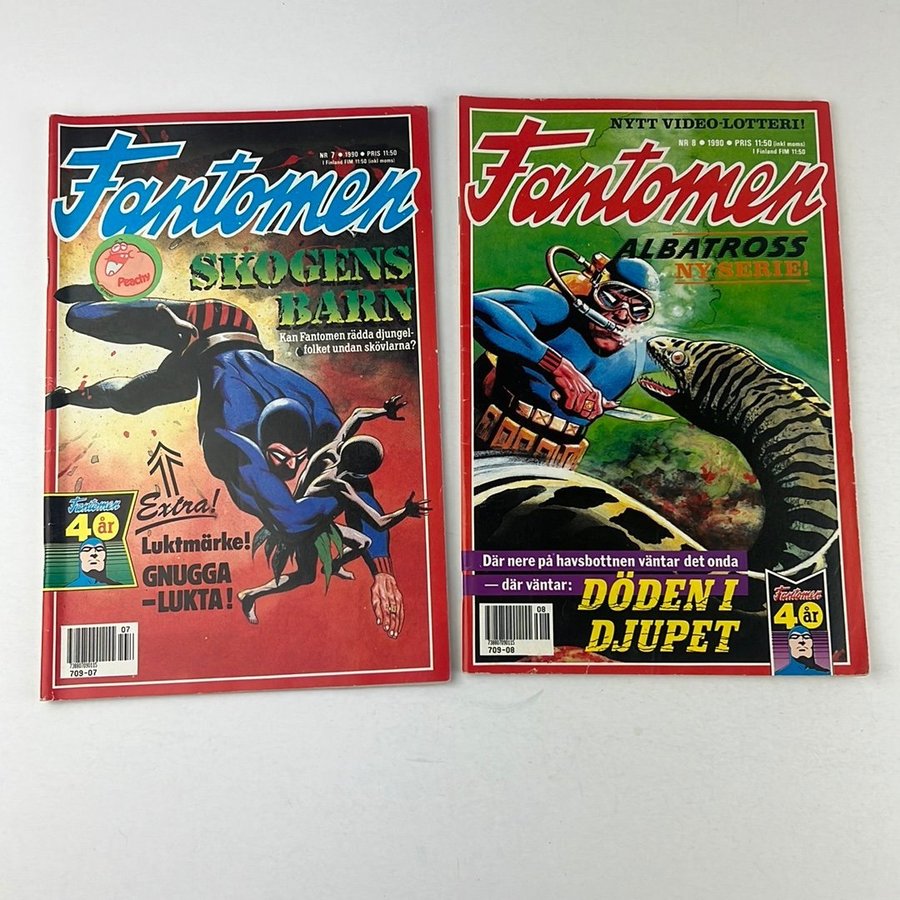 NR 7 • 1990 • PRIS 11:50
I Finland FIM 11:50 (inkl moms)
Fantomen
Peachy
SKOGENS
BARN
Kan Fantomen rädda djungel-
folket undan skövlarna?
Extra!
Luktmärke!
GNUGGA
–LUKTA!
Fantomen
40 år
07
738807090115
709-07
NYTT VIDEO-LOTTERI!
NR 8 • 1990 • PRIS 11:50 (inkl moms)
I Finland FIM 11:50
Fantomen
ALBATROSS
NY SERIE!
Där nere på havsbottnen väntar det onda
— där väntar:
DÖDEN I
DJUPET
08
709-08
Fantomen
40 år